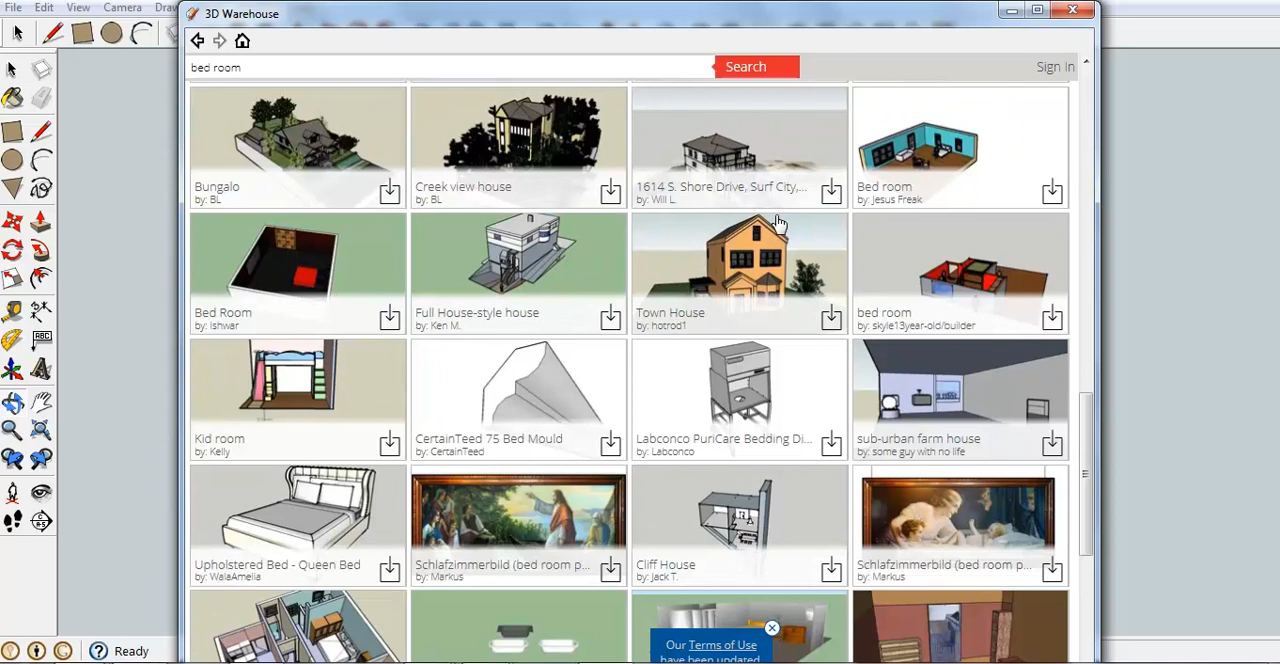 File Edit View Camera Draw
3D Warehouse
bed room
Search
Sign In
Bungalo
by: BL
Creek view house
by: BL
1614 S. Shore Drive, Surf City,...
by: Will L.
Bed room
by: Jesus Freak
Bed Room
by: Ishwar
Full House-style house
by: Ken M.
Town House
by: hotrod1
bed room
by: skyle13year-old/builder
Kid room
by: Kelly
CertainTeed 75 Bed Mould
by: CertainTeed
Labconco PuriCare Bedding Di...
by: Labconco
sub-urban farm house
by: some guy with no life
Upholstered Bed - Queen Bed
by: WalaAmelia
Schlafzimmerbild (bed room p...
by: Markus
Cliff House
by: Jack T.
Schlafzimmerbild (bed room p...
by: Markus
Our Terms of Use
have been updated
Ready